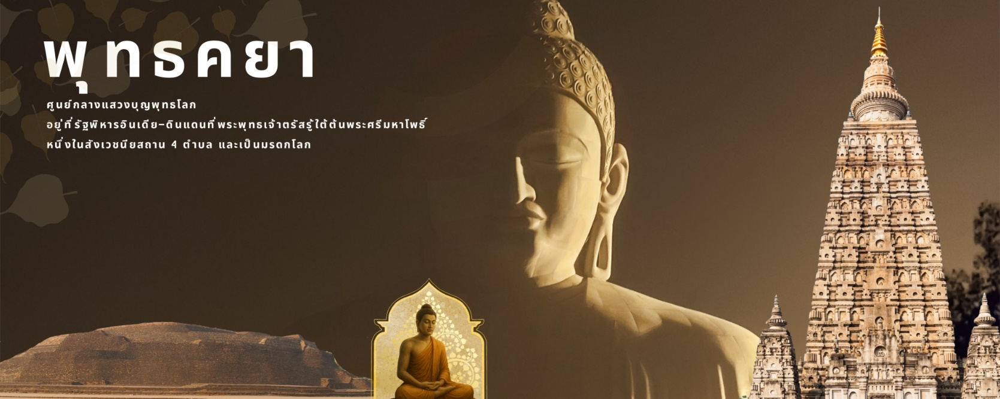 พุทธคยา
ศูนย์กลางแสวงบุญพุทธโลก
อยู่ที่รัฐพิหารอินเดีย–ดินแดนที่พระพุทธเจ้าตรัสรู้ใต้ต้นพระศรีมหาโพธิ์
หนึ่งในสังเวชนียสถาน 4 ตำบล และเป็นมรดกโลก